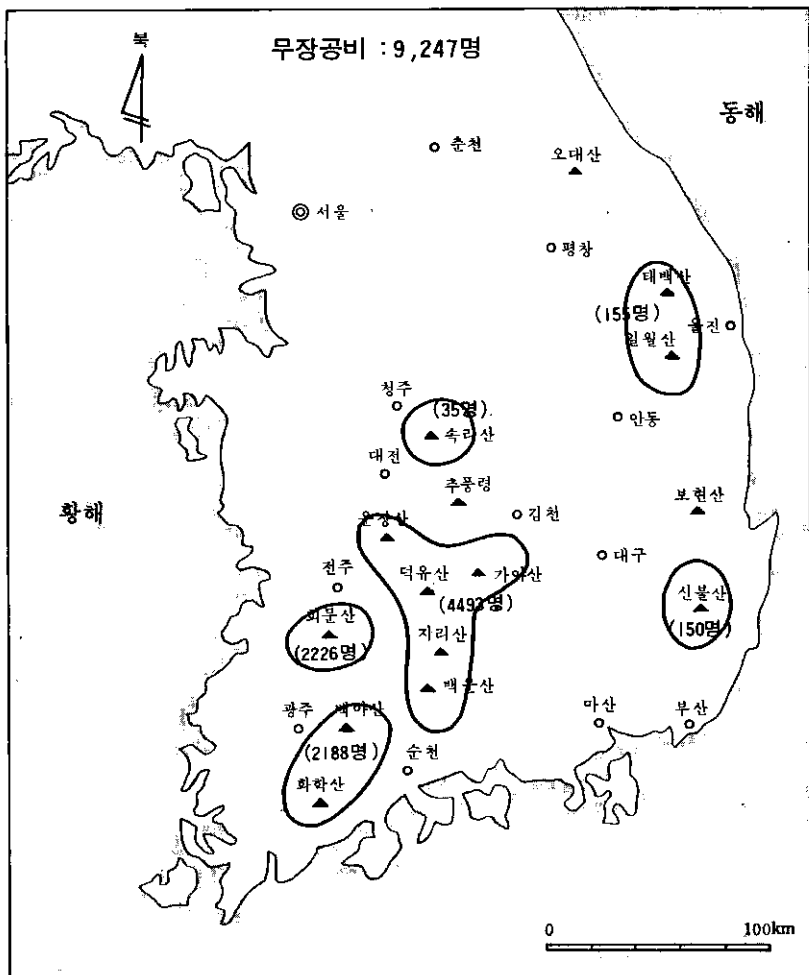 북
무장공비 : 9,247명
동해
춘천
오대산
서울
평창
태백산
(155명)
울진
일월산
청주
(35명)
속리산
안동
대전
추풍령
김천
보현산
황해
운장산
대구
전주
덕유산
가야산
(4493명)
신불산
회문산
(150명)
지리산
(2226명)
백운산
광주
백아산
마산
부산
(2188명)
순천
화학산
0
100km